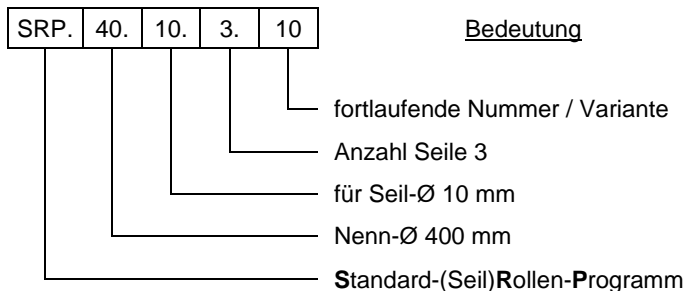 SRP. 40. 10. 3. 10 Bedeutung
fortlaufende Nummer / Variante
Anzahl Seile 3
für Seil-Ø 10 mm
Nenn-Ø 400 mm
Standard-(Seil)Rollen-Programm